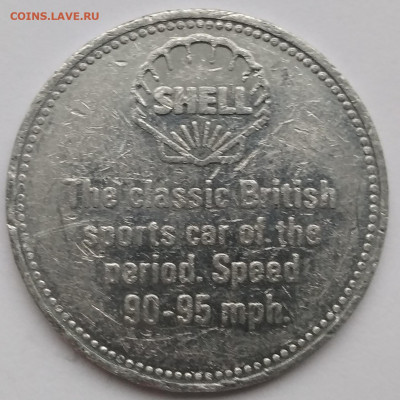 COINS.LAVE.RU
SHELL
The classic British
sports car of the
period. Speed
90-95 mph.